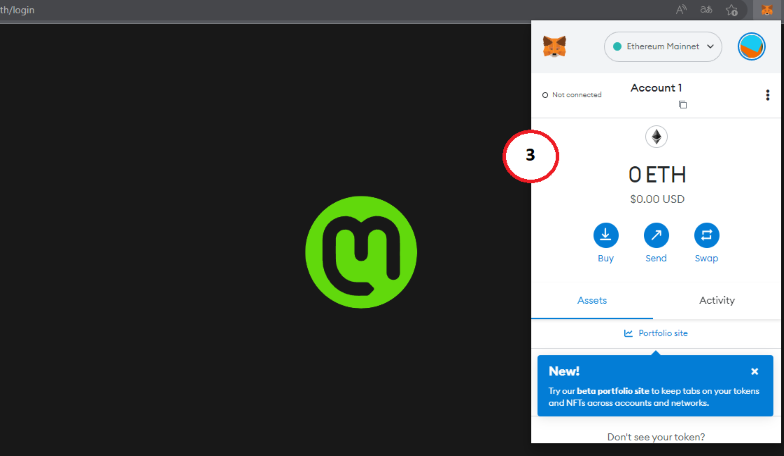 th/login
Ethereum Mainnet
Not connected
Account 1
3
0 ETH
$0.00 USD
Buy
Send
Swap
Assets
Activity
Portfolio site
New!
Try our beta portfolio site to keep tabs on your tokens
and NFTs across accounts and networks.
Don't see your token?